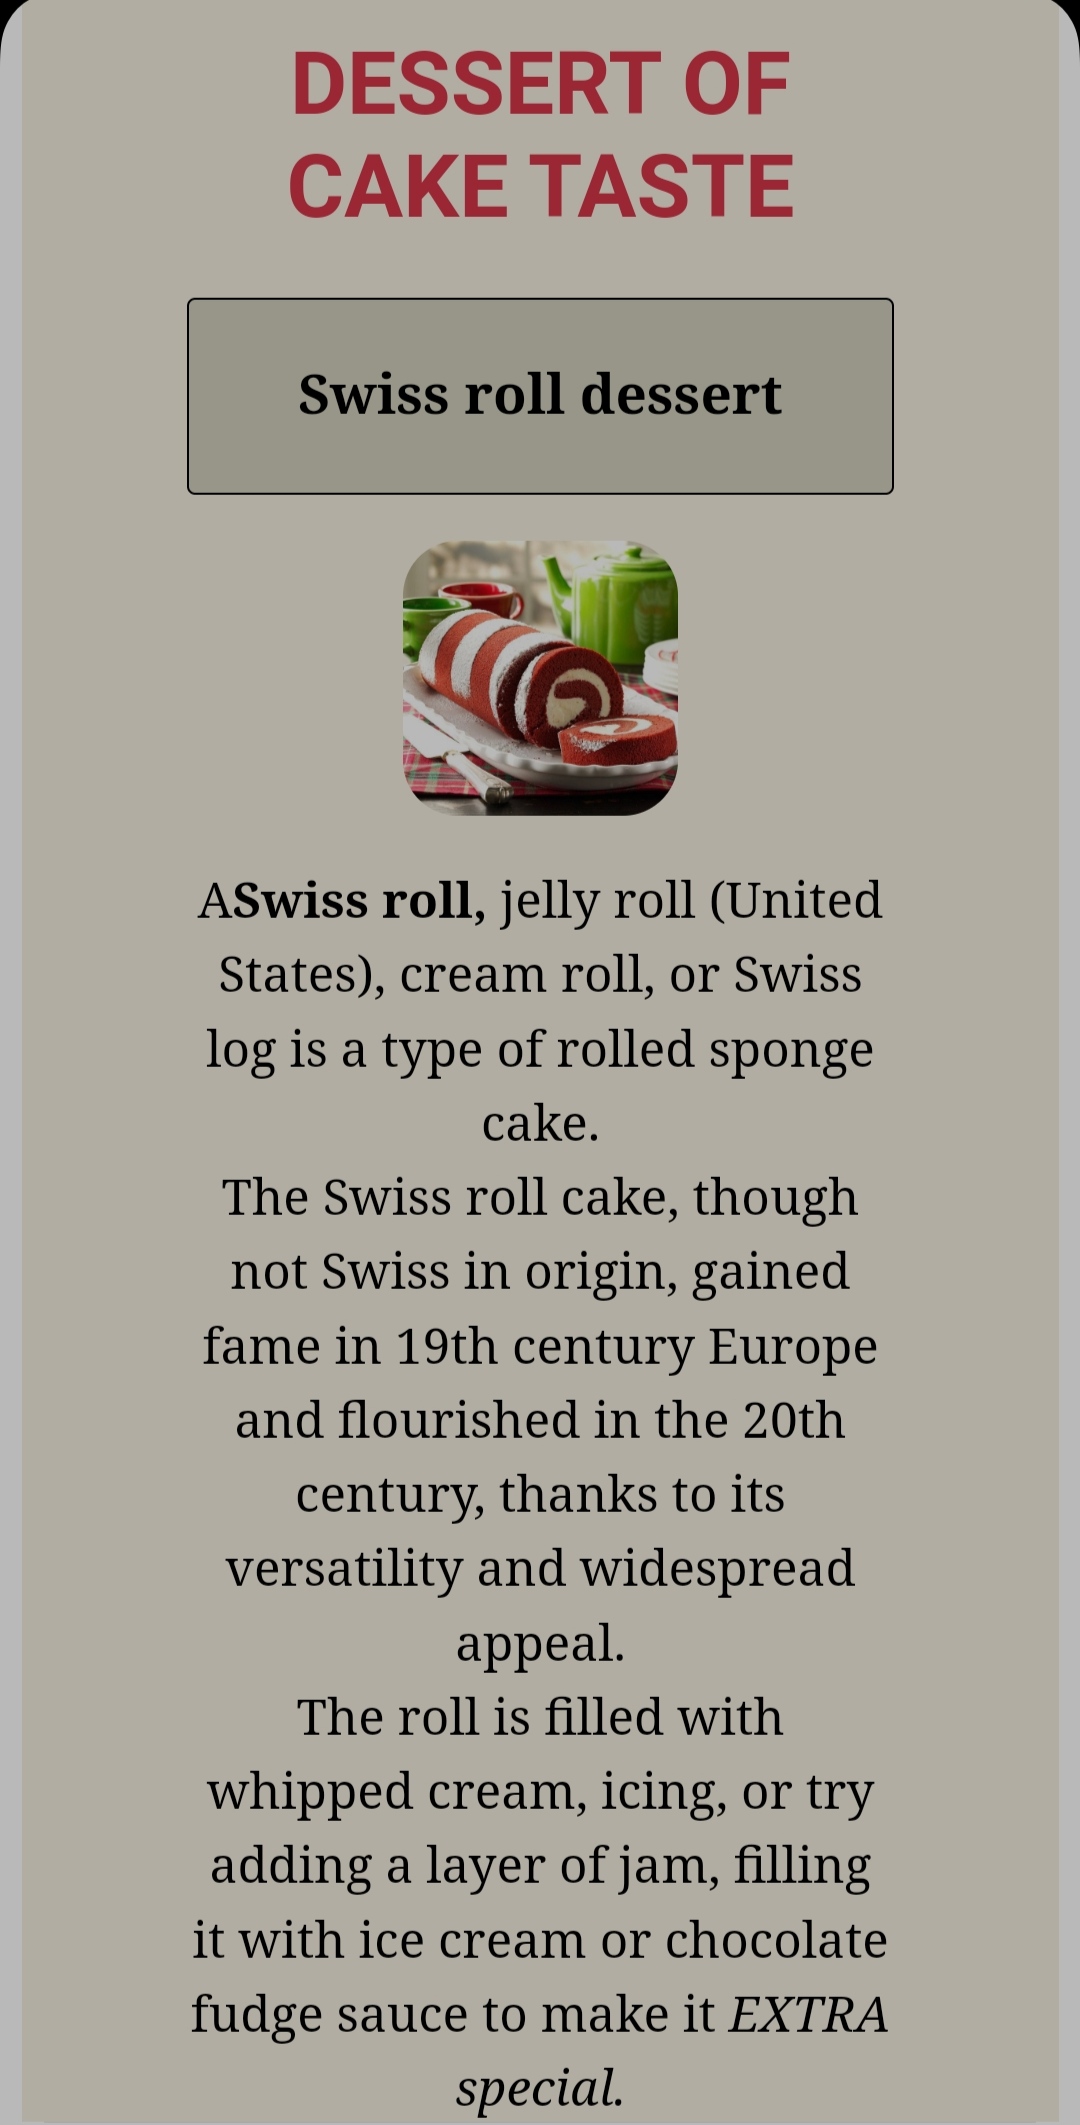 DESSERT OF
CAKE TASTE
Swiss roll dessert
ASwiss roll, jelly roll (United
States), cream roll, or Swiss
log is a type of rolled sponge
cake.
The Swiss roll cake, though
not Swiss in origin, gained
fame in 19th century Europe
and flourished in the 20th
century, thanks to its
versatility and widespread
appeal.
The roll is filled with
whipped cream, icing, or try
adding a layer of jam, filling
it with ice cream or chocolate
fudge sauce to make it EXTRA
special.